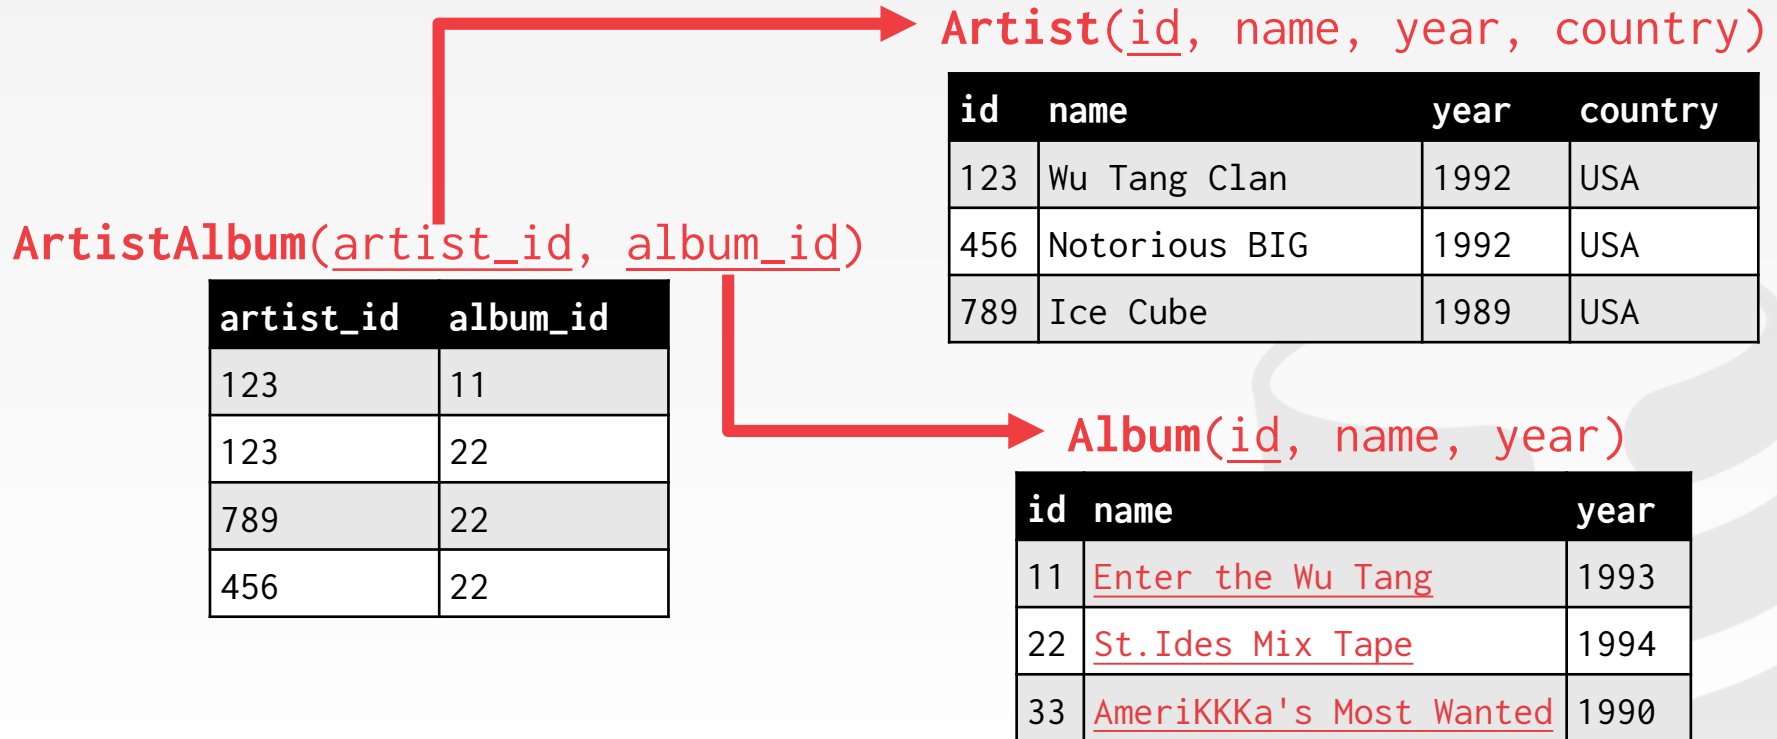 Artist(id, name, year, country)
id name year country
123 Wu Tang Clan 1992 USA
456 Notorious BIG 1992 USA
789 Ice Cube 1989 USA
ArtistAlbum(artist_id, album_id)
artist_id album_id
123 11
123 22
789 22
456 22
Album(id, name, year)
id name year
11 Enter the Wu Tang 1993
22 St.Ides Mix Tape 1994
33 AmeriKKKa's Most Wanted 1990